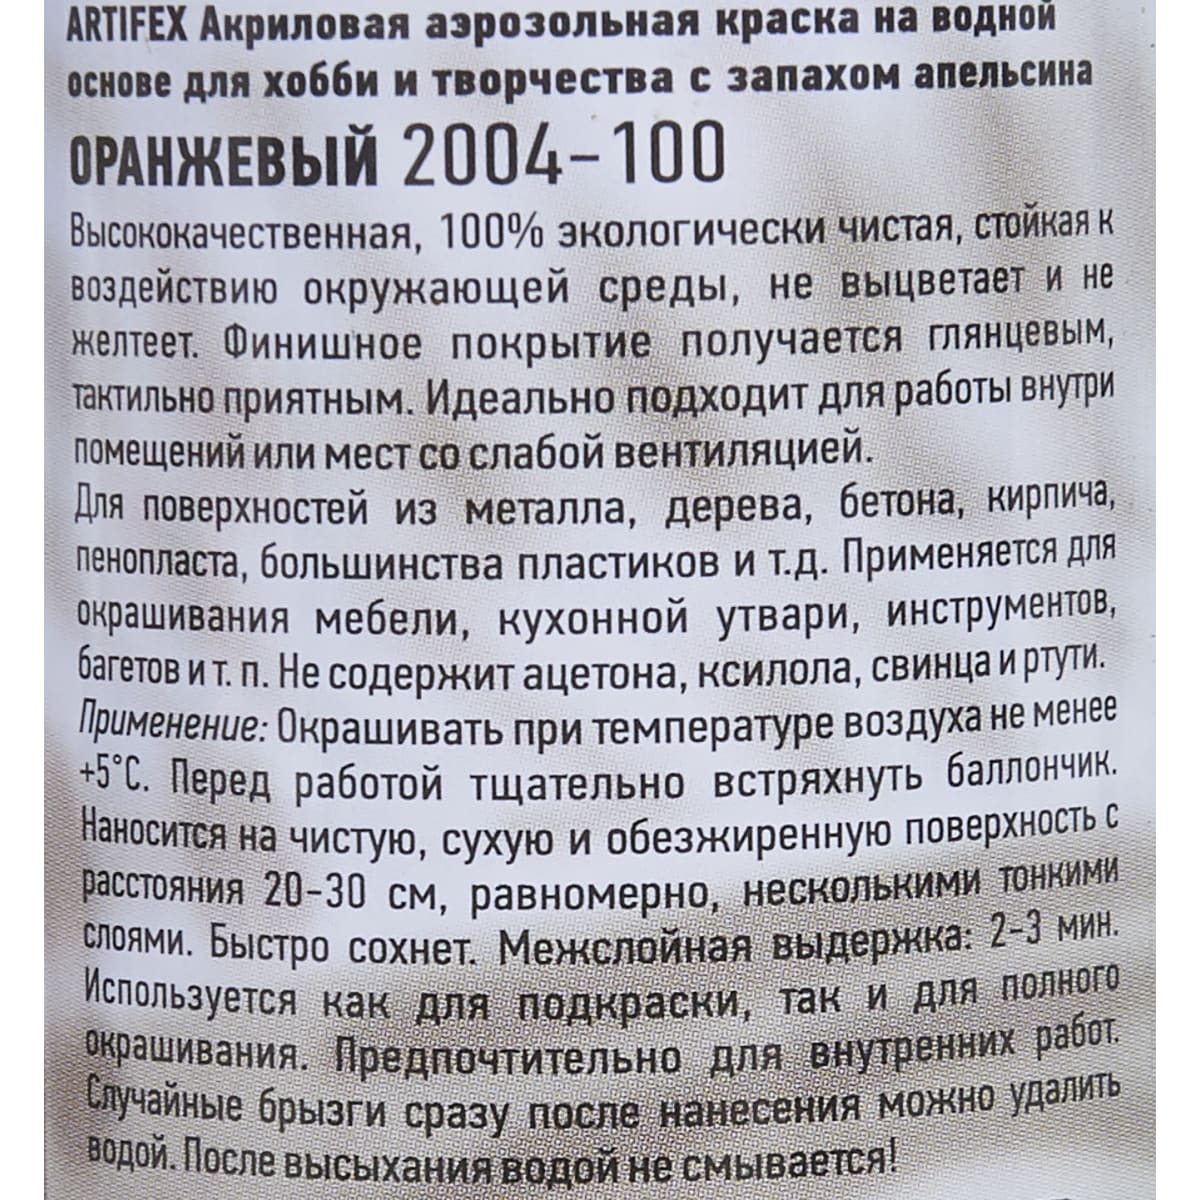 ARTIFEX Акриловая аэрозольная краска на водной
основе для хобби и творчества с запахом апельсина
ОРАНЖЕВЫЙ 2004-100
Высококачественная, 100% экологически чистая, стойкая к
воздействию окружающей среды, не выцветает и не
желтеет. Финишное покрытие получается глянцевым,
тактильно приятным. Идеально подходит для работы внутри
помещений или мест со слабой вентиляцией.
Для поверхностей из металла, дерева, бетона, кирпича,
пенопласта, большинства пластиков и т.д. Применяется для
окрашивания мебели, кухонной утвари, инструментов,
багетов и т. п. Не содержит ацетона, ксилола, свинца и ртути.
Применение: Окрашивать при температуре воздуха не менее
+5°С. Перед работой тщательно встряхнуть баллончик.
Наносится на чистую, сухую и обезжиренную поверхность с
расстояния 20-30 см, равномерно, несколькими тонкими
слоями. Быстро сохнет. Межслойная выдержка: 2-3 мин.
Используется как для подкраски, так и для полного
окрашивания. Предпочтительно для внутренних работ.
Случайные брызги сразу после нанесения можно удалить
водой. После высыхания водой не смывается!